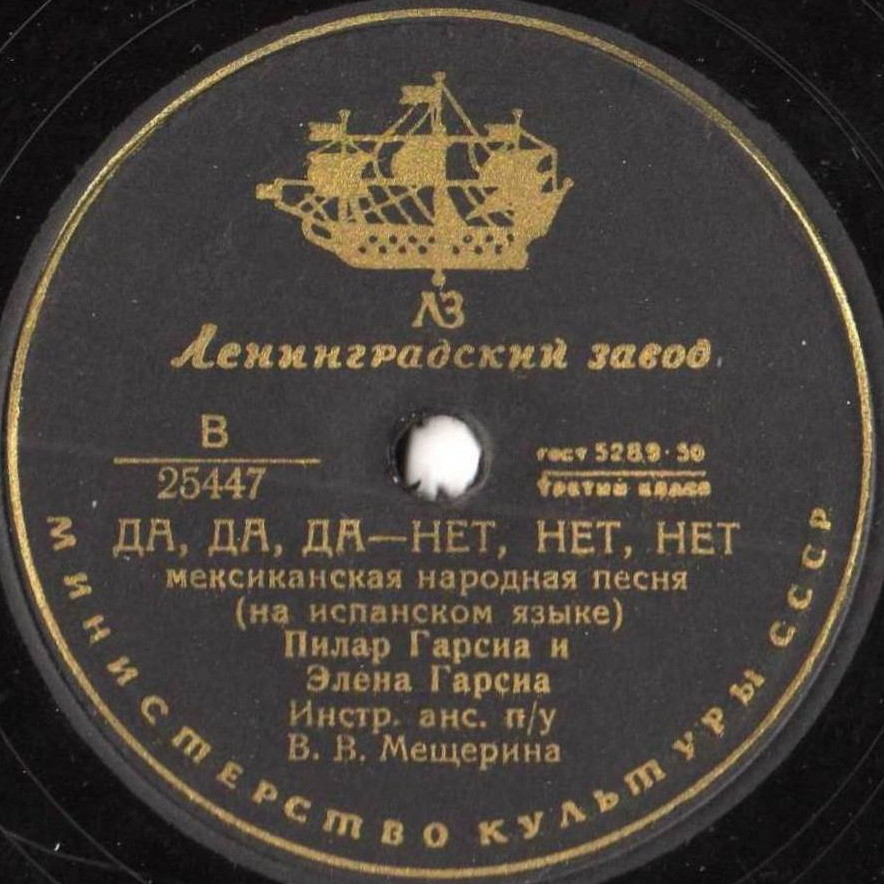 ЛЗ
Ленинградский завод
В
25447
гост 5289·50
третий класс
ДА, ДА, ДА—НЕТ, НЕТ, НЕТ
мексиканская народная песня
(на испанском языке)
Пилар Гарсиа и
Элена Гарсиа
Инстр. анс. п/у
В. В. Мещерина
МИНИСТЕРСТВО КУЛЬТУРЫ СССР